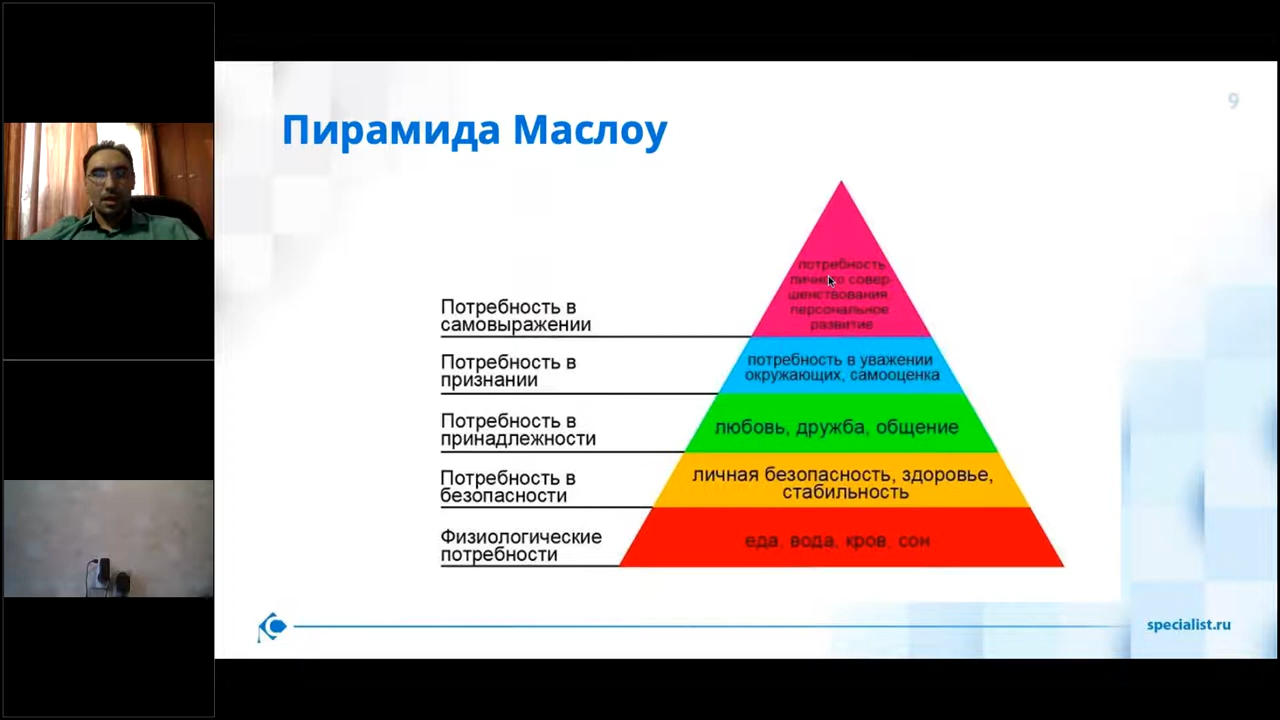 9
Пирамида Маслоу
потребность
личного совер-
шенствования,
персональное
развитие
Потребность в
самовыражении
потребность в уважении
окружающих, самооценка
Потребность в
признании
любовь, дружба, общение
Потребность в
принадлежности
личная безопасность, здоровье,
стабильность
Потребность в
безопасности
еда, вода, кров, сон
Физиологические
потребности
specialist.ru